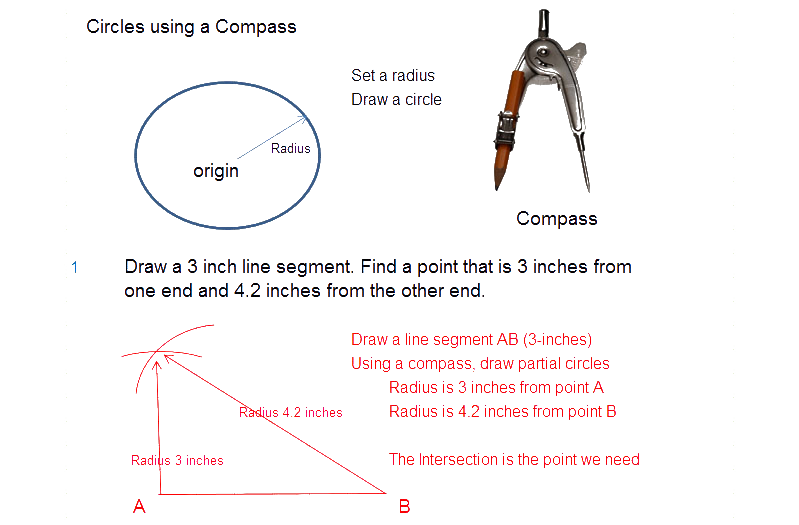 Circles using a Compass
Set a radius
Draw a circle
Radius
origin
Compass
1 Draw a 3 inch line segment. Find a point that is 3 inches from
one end and 4.2 inches from the other end.
Draw a line segment AB (3-inches)
Using a compass, draw partial circles
Radius is 3 inches from point A
Radius 4.2 inches
Radius is 4.2 inches from point B
Radius 3 inches
The Intersection is the point we need
A
B